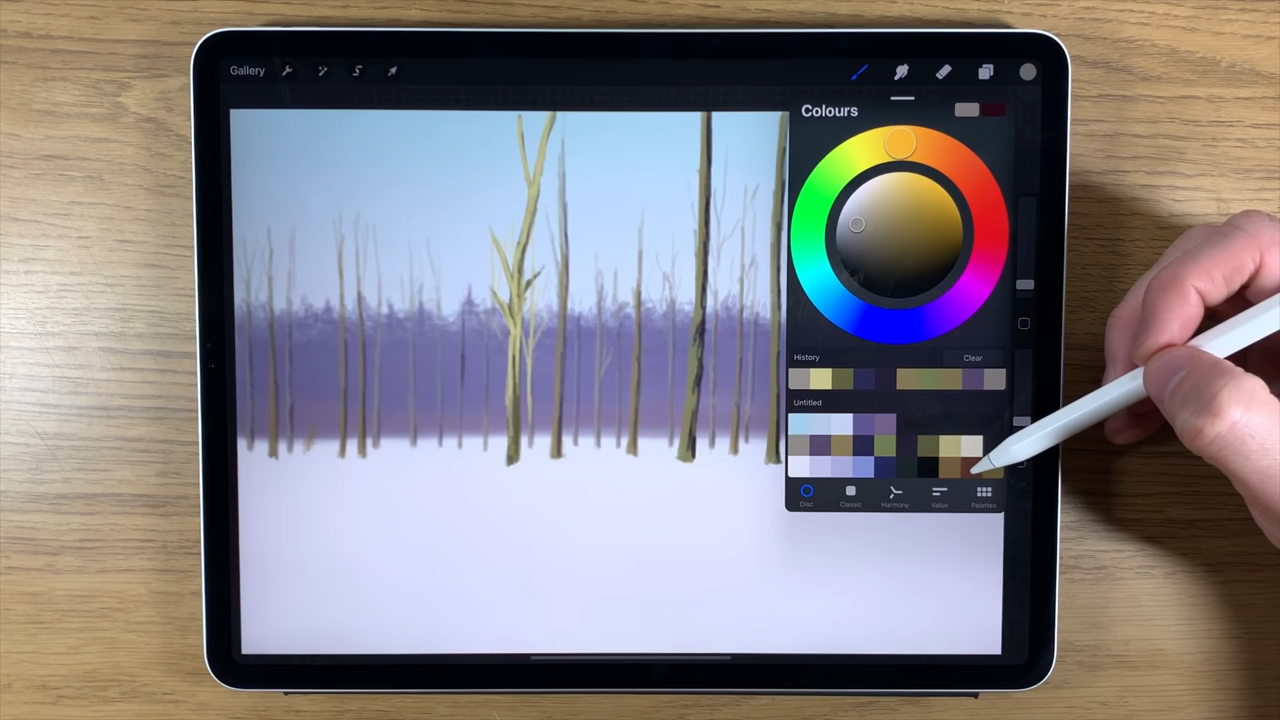 Gallery
Colours
History
Clear
Untitled
Disc
Classic
Harmony
Value
Palettes